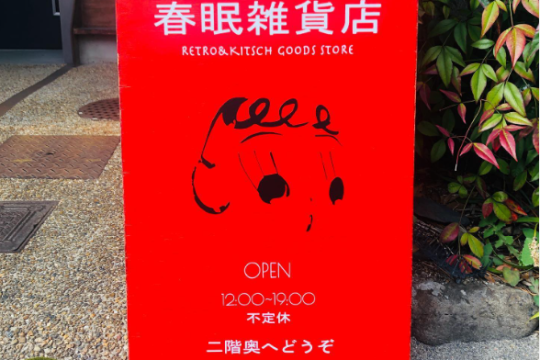 春眠雑貨店
RETRO&KITSCH GOODS STORE
OPEN
12:00~19:00
不定休
二階奥へどうぞ